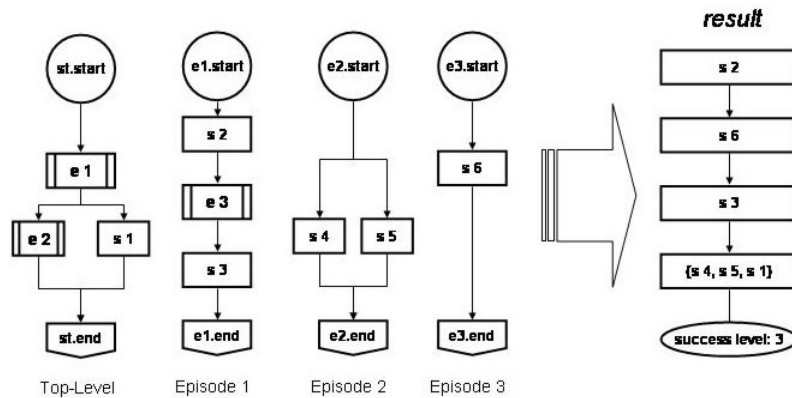 result
st.start
e 1
e 2
s 1
st.end
Top-Level
e1.start
s 2
e 3
s 3
e1.end
Episode 1
e2.start
s 4
s 5
e2.end
Episode 2
e3.start
s 6
e3.end
Episode 3
s 2
s 6
s 3
{s 4, s 5, s 1}
success level: 3